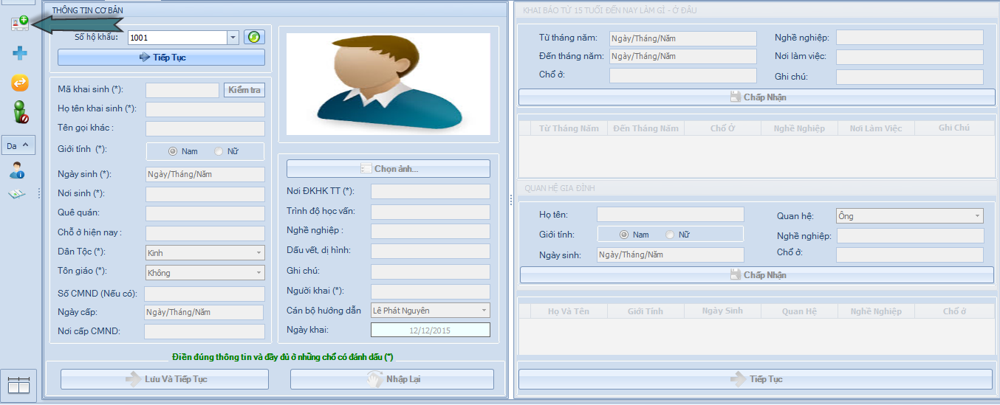 THÔNG TIN CƠ BẢN
Số hộ khẩu: 1001
Tiếp Tục
Mã khai sinh (*): Kiểm tra
Họ tên khai sinh (*):
Tên gọi khác :
Giới tính (*): Nam Nữ
Ngày sinh (*): Ngày/Tháng/Năm
Nơi sinh (*):
Quê quán:
Chỗ ở hiện nay :
Dân Tộc (*): Kinh
Tôn giáo (*): Không
Số CMND (Nếu có):
Ngày cấp: Ngày/Tháng/Năm
Nơi cấp CMND:
Chọn ảnh...
Nơi ĐKHK TT (*):
Trình độ học vấn:
Nghề nghiệp :
Dấu vết, dị hình:
Ghi chú:
Người khai (*):
Cán bộ hướng dẫn Lê Phát Nguyên
Ngày khai: 12/12/2015
Điền đúng thông tin và đầy đủ ở những chổ có đánh dấu (*)
Lưu Và Tiếp Tục
Nhập Lại
Da
KHAI BÁO TỪ 15 TUỔI ĐẾN NAY LÀM GÌ - Ở ĐÂU
Từ tháng năm: Ngày/Tháng/Năm Nghề nghiệp:
Đến tháng năm: Ngày/Tháng/Năm Nơi làm việc:
Chổ ở: Ghi chú:
Chấp Nhận
Từ Tháng Năm Đến Tháng Năm Chổ Ở Nghề Nghiệp Nơi Làm Việc Ghi Chú
QUAN HỆ GIA ĐÌNH
Họ tên: Quan hệ: Ông
Giới tính: Nam Nữ Nghề nghiệp:
Ngày sinh: Ngày/Tháng/Năm Chổ ở:
Chấp Nhận
Họ Và Tên Giới Tính Ngày Sinh Quan Hệ Nghề Nghiệp Chổ ở
Tiếp Tục